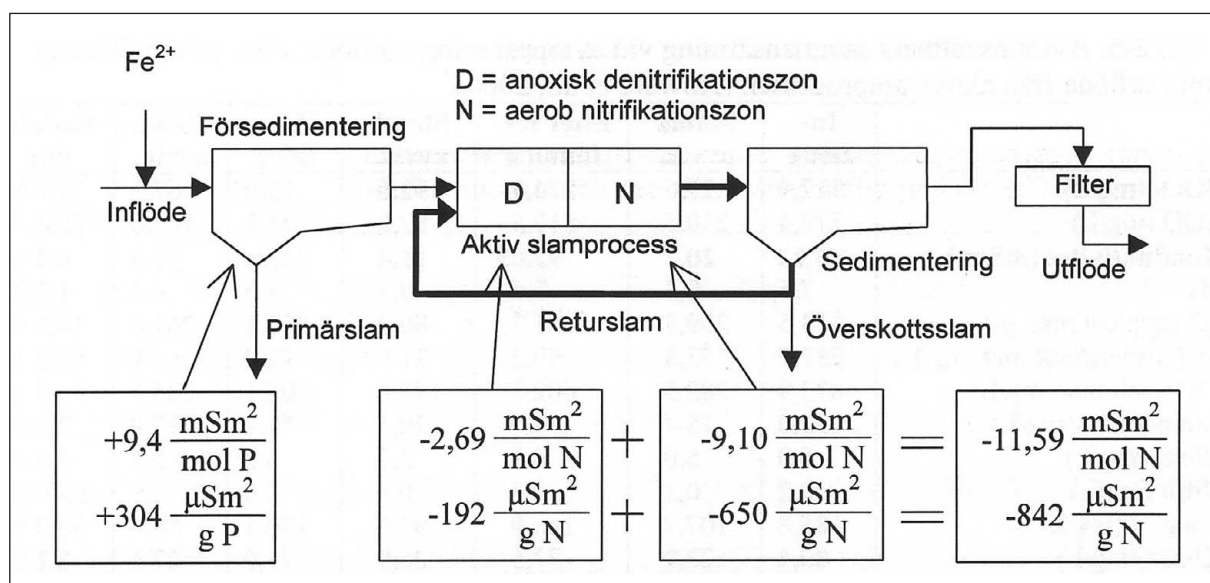 Fe²⁺
D = anoxisk denitrifikationszon
N = aerob nitrifikationszon
Försedimentering
Inflöde
D N
Filter
Aktiv slamprocess
Sedimentering
Utflöde
Primärslam
Returslam
Överskottsslam
+9,4 mSm²/mol P
+304 µSm²/g P
-2,69 mSm²/mol N
-192 µSm²/g N
+
+
-9,10 mSm²/mol N
-650 µSm²/g N
=
=
-11,59 mSm²/mol N
-842 µSm²/g N